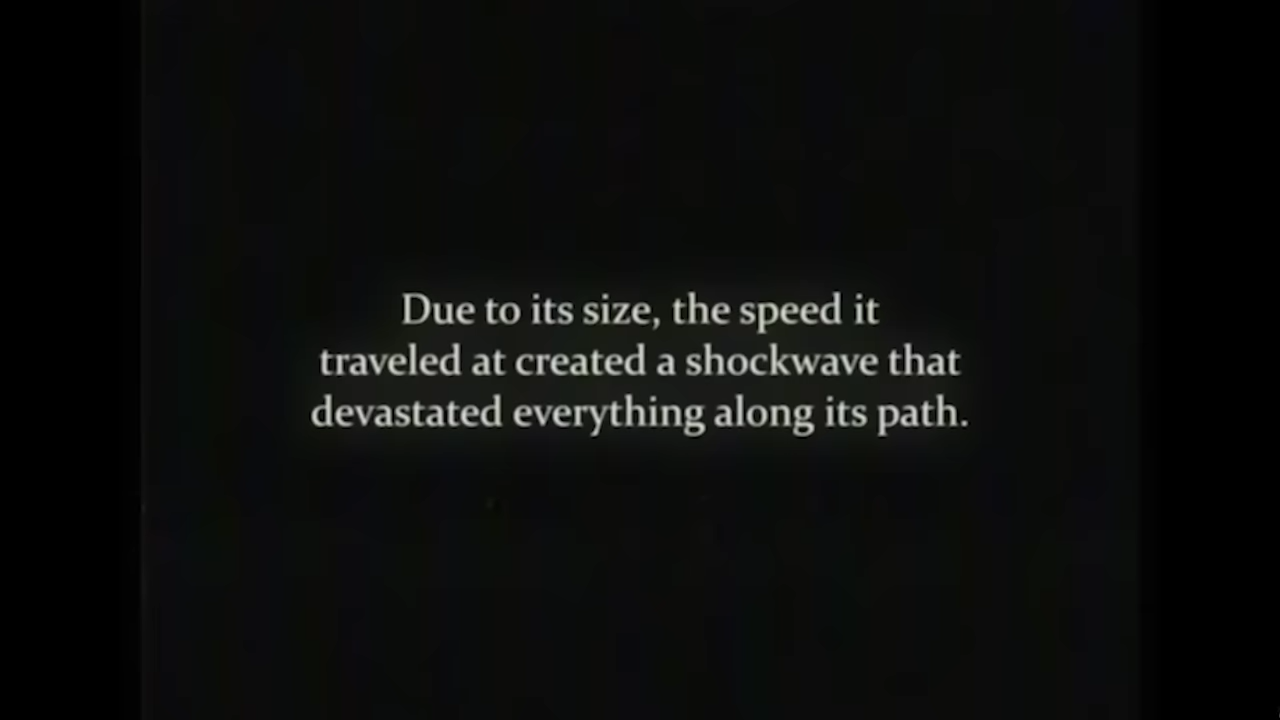 Due to its size, the speed it
traveled at created a shockwave that
devastated everything along its path.